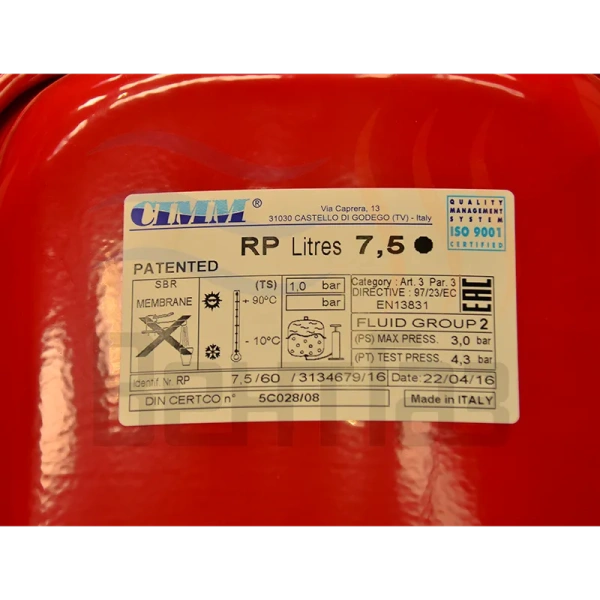 CIMM®
Via Caprera, 13
31030 CASTELLO DI GODEGO (TV) - Italy
QUALITY
MANAGEMENT
SYSTEM
ISO 9001
CERTIFIED
RP Litres 7,5
PATENTED
SBR
MEMBRANE
(TS)
+ 90°C
- 10°C
1,0 bar
bar
Category : Art. 3 Par. 3
DIRECTIVE : 97/23/EC
EN13831
EAC
FLUID GROUP 2
(PS) MAX PRESS. 3,0 bar
(PT) TEST PRESS. 4,3 bar
Identif. Nr. RP 7,5/60 /3134679/16 Date: 22/04/16
DIN CERTCO n° 5C028/08 Made in ITALY